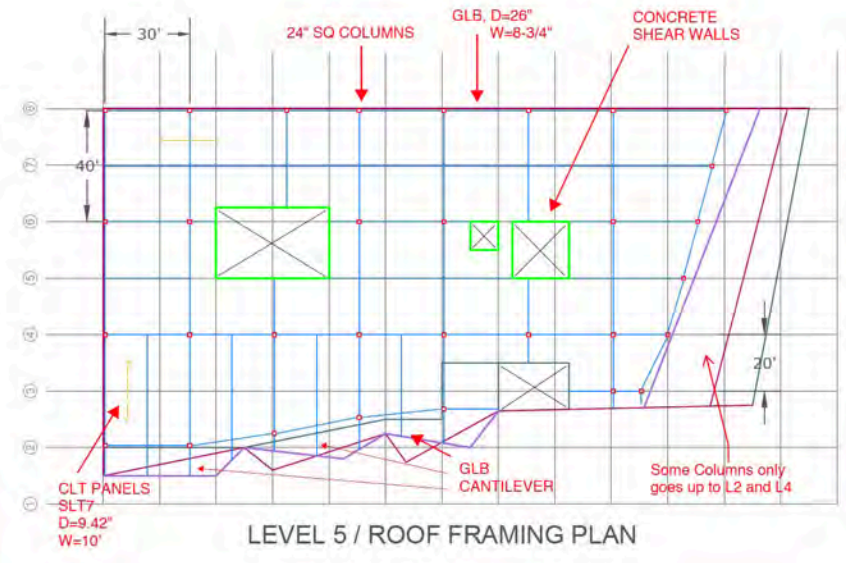 30'
24" SQ COLUMNS
GLB, D=26"
W=8-3/4"
CONCRETE
SHEAR WALLS
8
7
40'
6
5
4
20'
3
2
1
CLT PANELS
SLT7
D=9.42"
W=10'
GLB
CANTILEVER
Some Columns only
goes up to L2 and L4
LEVEL 5 / ROOF FRAMING PLAN